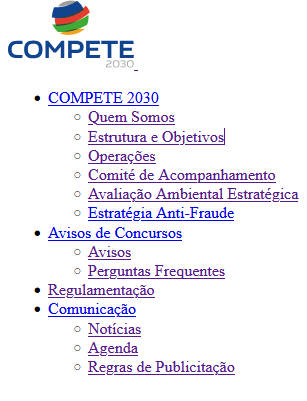 COMPETE
2030
COMPETE 2030
Quem Somos
Estrutura e Objetivos
Operações
Comité de Acompanhamento
Avaliação Ambiental Estratégica
Estratégia Anti-Fraude
Avisos de Concursos
Avisos
Perguntas Frequentes
Regulamentação
Comunicação
Notícias
Agenda
Regras de Publicitação